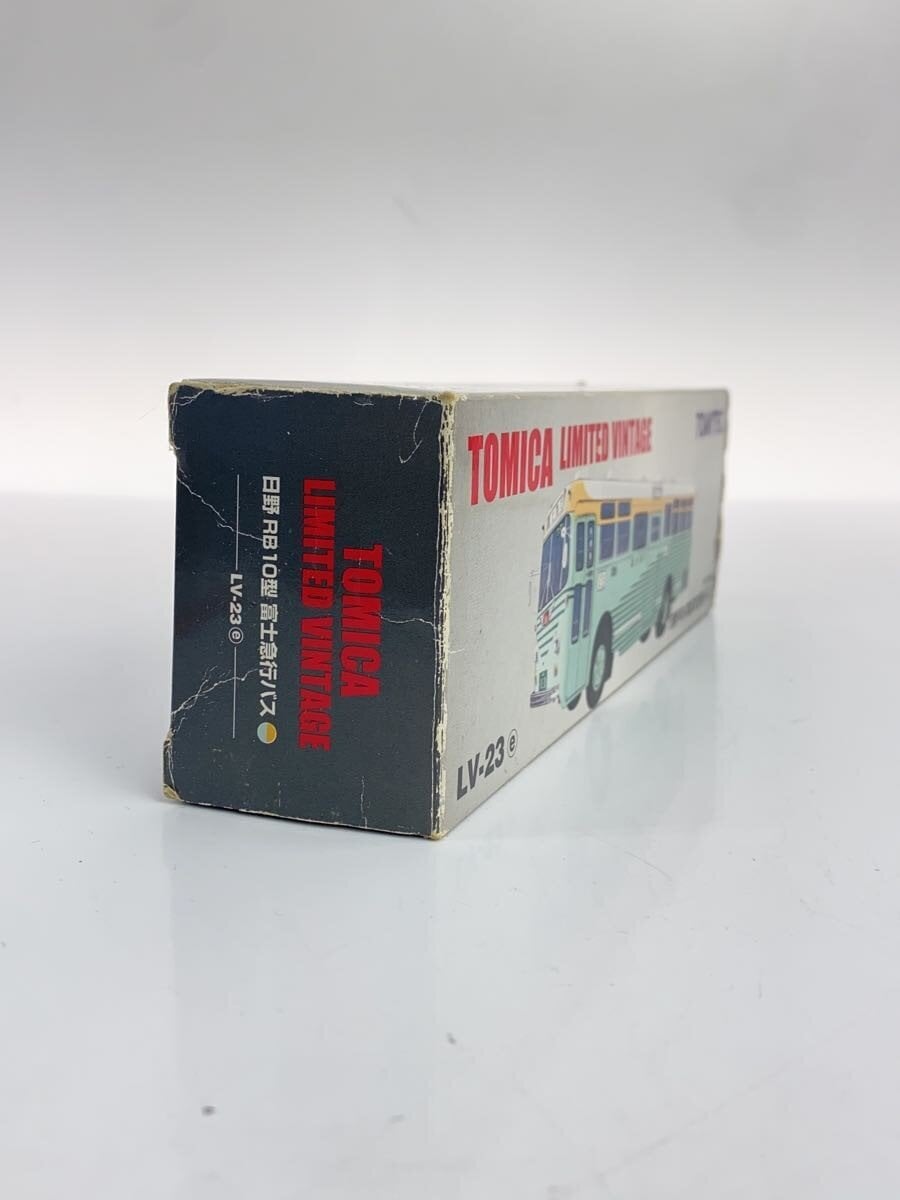 TOMICA
LIMITED VINTAGE
日野 RB10型 富士急行バス
LV-23 e
TOMICA LIMITED VINTAGE
LV-23 e